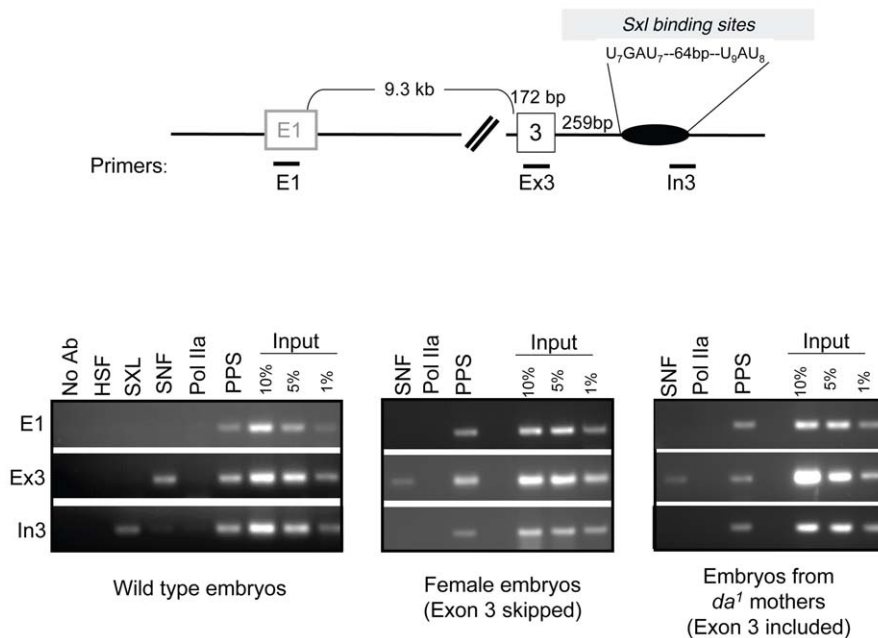 Sxl binding sites
U₇GAU₇--64bp--U₉AU₈
9.3 kb
172 bp
E1
3
259bp
Primers:
E1
Ex3
In3
No Ab
HSF
SXL
SNF
Pol IIa
PPS
Input
10%
5%
1%
SNF
Pol IIa
PPS
Input
10%
5%
1%
SNF
Pol IIa
PPS
Input
10%
5%
1%
E1
Ex3
In3
Wild type embryos
Female embryos
(Exon 3 skipped)
Embryos from
da¹ mothers
(Exon 3 included)